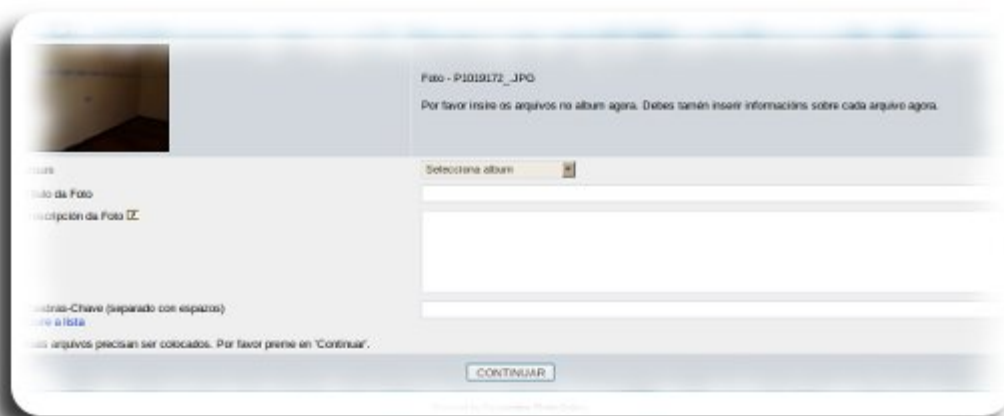 Foto - P1019172_.JPG
Por favor insire os arquivos no album agora. Debes tamén inserir informacións sobre cada arquivo agora.
Selecciona album
da Foto
da Foto
(separado con espazos)
a lista
arquivos precisan ser colocados. Por favor preme en 'Continuar'.
CONTINUAR